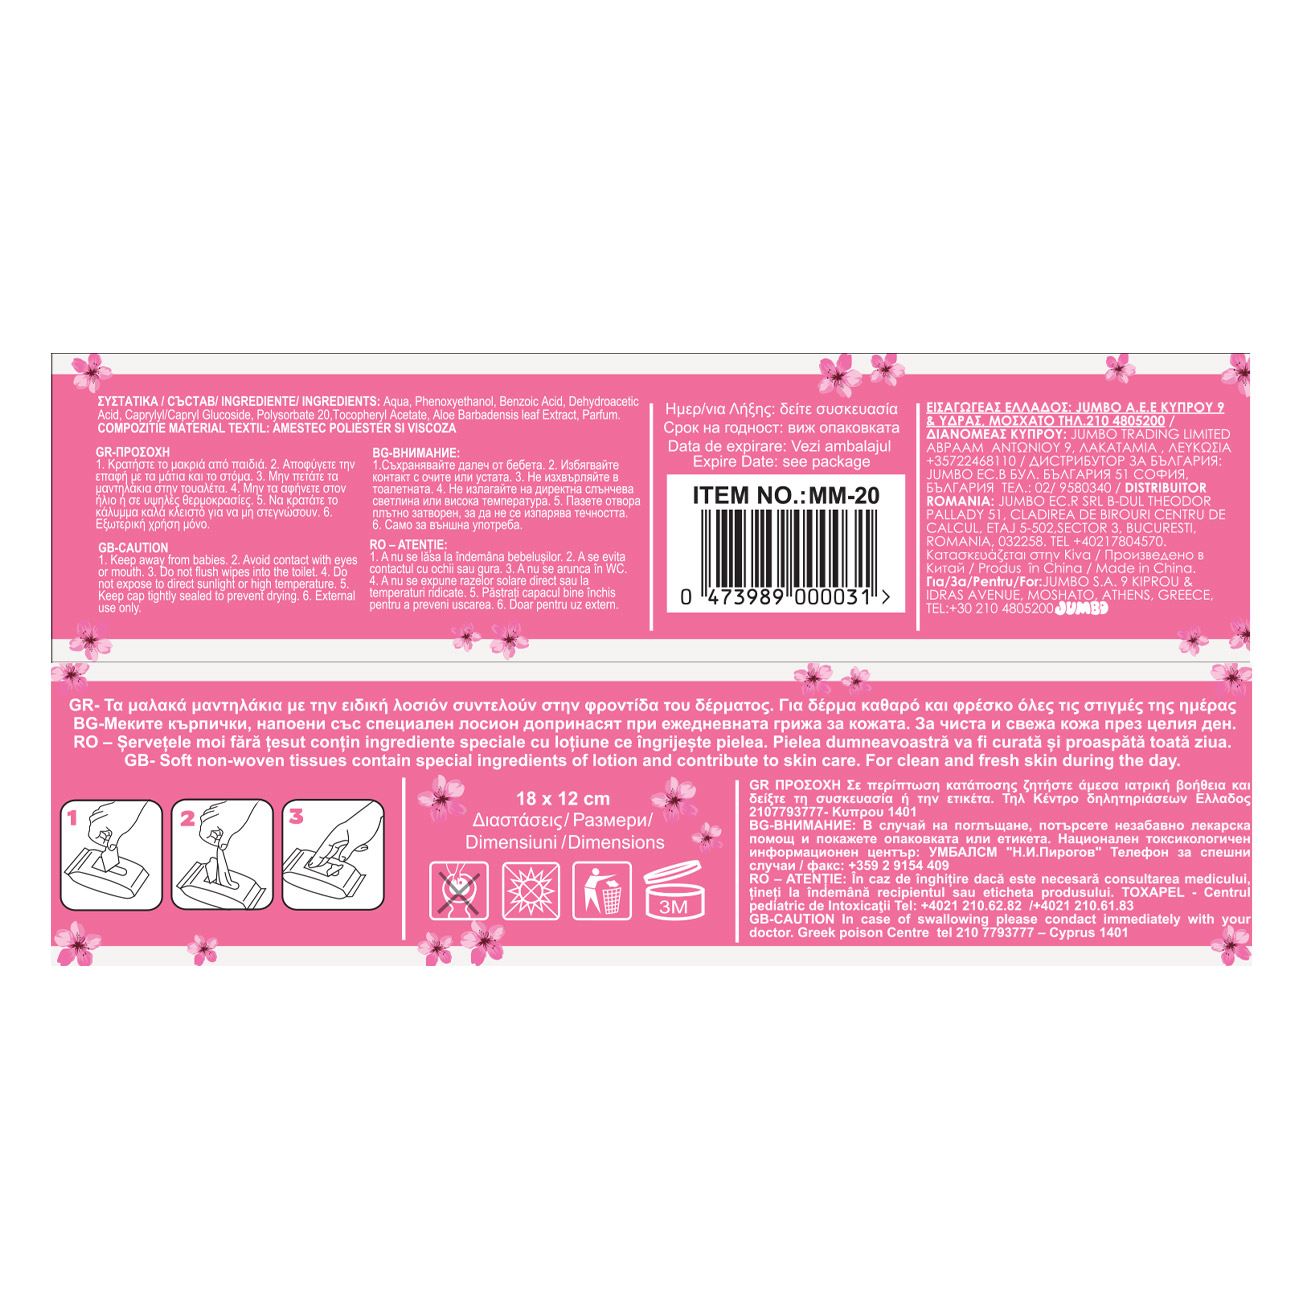 ΣΥΣΤΑΤΙΚΑ / СЪСТАВ/ INGREDIENTE/ INGREDIENTS: Aqua, Phenoxyethanol, Benzoic Acid, Dehydroacetic
Acid, Caprylyl/Capryl Glucoside, Polysorbate 20,Tocopheryl Acetate, Aloe Barbadensis leaf Extract, Parfum.
COMPOZITIE MATERIAL TEXTIL: AMESTEC POLIESTER SI VISCOZA
GR-ΠΡΟΣΟΧΗ
1. Κρατήστε το μακριά από παιδιά. 2. Αποφύγετε την
επαφή με τα μάτια και το στόμα. 3. Μην πετάτε τα
μαντηλάκια στην τουαλέτα. 4. Μην τα αφήνετε στον
ήλιο ή σε υψηλές θερμοκρασίες. 5. Να κρατάτε το
κάλυμμα καλά κλειστό για να μη στεγνώσουν. 6.
Εξωτερική χρήση μόνο.
GB-CAUTION
1. Keep away from babies. 2. Avoid contact with eyes
or mouth. 3. Do not flush wipes into the toilet. 4. Do
not expose to direct sunlight or high temperature. 5.
Keep cap tightly sealed to prevent drying. 6. External
use only.
BG-ВНИМАНИЕ:
1.Съхранявайте далеч от бебета. 2. Избягвайте
контакт с очите или устата. 3. Не изхвърляйте в
тоалетната. 4. Не излагайте на директна слънчева
светлина или висока температура. 5. Пазете отвора
плътно затворен, за да не се изпарява течността.
6. Само за външна употреба.
RO – ATENȚIE:
1. A nu se lăsa la îndemâna bebelușilor. 2. A se evita
contactul cu ochii sau gura. 3. A nu se arunca în WC.
4. A nu se expune razelor solare direct sau la
temperaturi ridicate. 5. Păstrați capacul bine închis
pentru a preveni uscarea. 6. Doar pentru uz extern.
Ημερ/νια Λήξης: δείτε συσκευασία
Срок на годност: виж опаковката
Data de expirare: Vezi ambalajul
Expire Date: see package
ITEM NO.:MM-20
0 473989 000031 >
ΕΙΣΑΓΩΓΕΑΣ ΕΛΛΑΔΟΣ: JUMBO A.E.E ΚΥΠΡΟΥ 9
& ΥΔΡΑΣ, ΜΟΣΧΑΤΟ ΤΗΛ.210 4805200 /
ΔΙΑΝΟΜΕΑΣ ΚΥΠΡΟΥ: JUMBO TRADING LIMITED
ΑΒΡΑΑΜ ΑΝΤΩΝΙΟΥ 9, ΛΑΚΑΤΑΜΙΑ , ΛΕΥΚΩΣΙΑ
+35722468110 / ДИСТРИБУТОР ЗА БЪЛГАРИЯ:
JUMBO EC.B БУЛ. БЪЛГАРИЯ 51 СОФИЯ,
БЪЛГАРИЯ ТЕЛ.: 02/ 9580340 / DISTRIBUITOR
ROMANIA: JUMBO EC.R SRL B-DUL THEODOR
PALLADY 51, CLADIREA DE BIROURI CENTRU DE
CALCUL, ETAJ 5-502,SECTOR 3, BUCURESTI,
ROMANIA, 032258. TEL +40217804570.
Κατασκευάζεται στην Κίνα / Произведено в
Китай / Produs în China / Made in China.
Για/За/Pentru/For:JUMBO S.A. 9 KIPROU &
IDRAS AVENUE, MOSHATO, ATHENS, GREECE,
TEL:+30 210 4805200 JUMBO
GR- Τα μαλακά μαντηλάκια με την ειδική λοσιόν συντελούν στην φροντίδα του δέρματος. Για δέρμα καθαρό και φρέσκο όλες τις στιγμές της ημέρας
BG-Меките кърпички, напоени със специален лосион допринасят при ежедневната грижа за кожата. За чиста и свежа кожа през целия ден.
RO – Șervețele moi fără țesut conțin ingrediente speciale cu loțiune ce îngrijește pielea. Pielea dumneavoastră va fi curată și proaspătă toată ziua.
GB- Soft non-woven tissues contain special ingredients of lotion and contribute to skin care. For clean and fresh skin during the day.
1
2
3
18 x 12 cm
Διαστάσεις/ Размери/
Dimensiuni /Dimensions
3M
GR ΠΡΟΣΟΧΗ Σε περίπτωση κατάποσης ζητήστε άμεσα ιατρική βοήθεια και
δείξτε τη συσκευασία ή την ετικέτα. Τηλ Κέντρο δηλητηριάσεων Ελλαδος
2107793777- Κυπρου 1401
BG-ВНИМАНИЕ: В случай на поглъщане, потърсете незабавно лекарска
помощ и покажете опаковката или етикета. Национален токсикологичен
информационен център: УМБАЛСМ "Н.И.Пирогов" Телефон за спешни
случаи / факс: +359 2 9154 409
RO – ATENȚIE: În caz de înghițire dacă este necesară consultarea medicului,
țineți la îndemână recipientul sau eticheta produsului. TOXAPEL - Centrul
pediatric de Intoxicații Tel: +4021 210.62.82 /+4021 210.61.83
GB-CAUTION In case of swallowing please condact immediately with your
doctor. Greek poison Centre tel 210 7793777 – Cyprus 1401